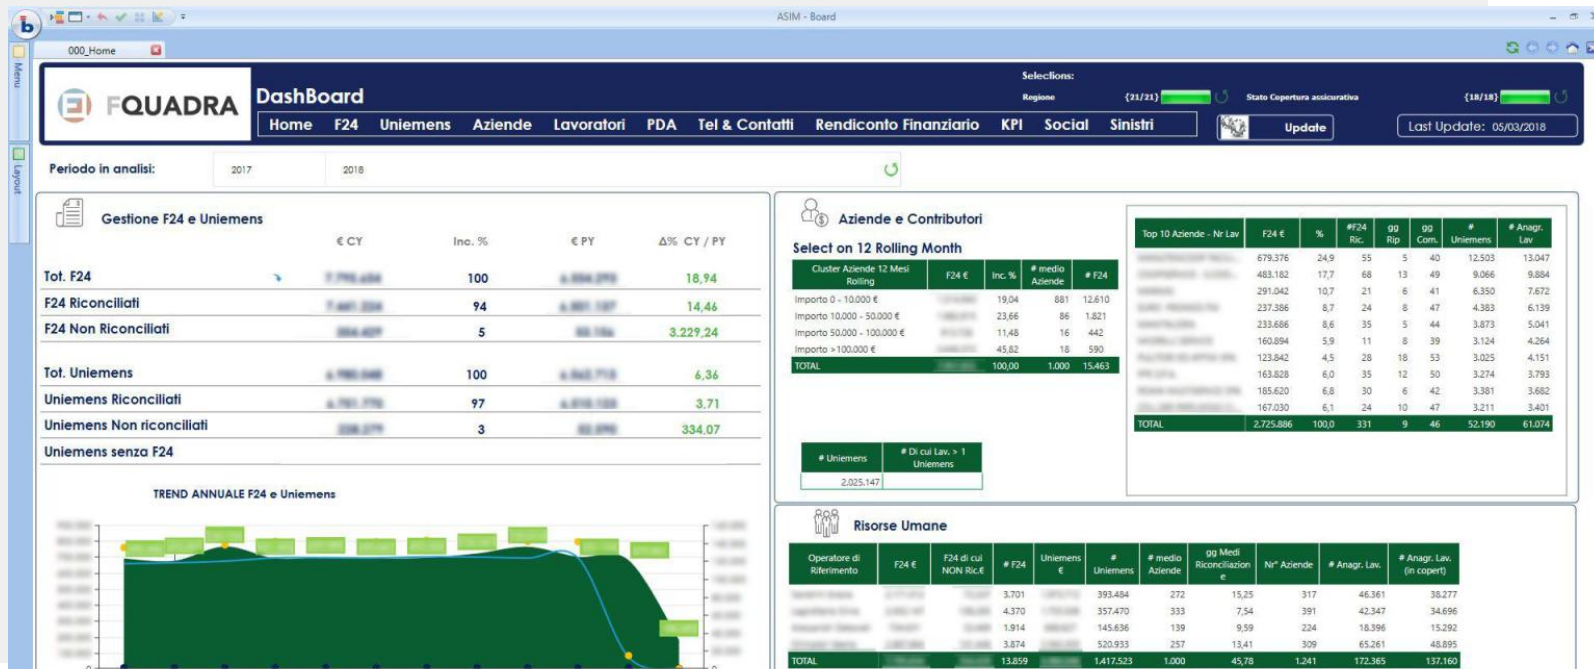 ASIM - Board
000_Home
Menu
Layout
FQUADRA
DashBoard
Selections:
Regione {21/21} Stato Copertura assicurativa {18/18}
Home F24 Uniemens Aziende Lavoratori PDA Tel & Contatti Rendiconto Finanziario KPI Social Sinistri
Update
Last Update: 05/03/2018
Periodo in analisi: 2017 2018
Gestione F24 e Uniemens
€ CY Inc. % € PY Δ% CY / PY
Tot. F24 100 18,94
F24 Riconciliati 94 14,46
F24 Non Riconciliati 5 3.229,24
Tot. Uniemens 100 6,36
Uniemens Riconciliati 97 3,71
Uniemens Non riconciliati 3 334,07
Uniemens senza F24
TREND ANNUALE F24 e Uniemens
0
0
Aziende e Contributori
Select on 12 Rolling Month
Cluster Aziende 12 Mesi Rolling F24 € Inc. % # medio Aziende # F24
Importo 0 - 10.000 € 19,04 881 12.610
Importo 10.000 - 50.000 € 23,66 86 1.821
Importo 50.000 - 100.000 € 11,48 16 442
Importo >100.000 € 45,82 18 590
TOTAL 100,00 1.000 15.463
# Uniemens # Di cui Lav. > 1 Uniemens
2.025.147
Top 10 Aziende - Nr Lav F24 € % #F24 Ric. gg Rip gg Com. # Uniemens # Anagr. Lav
679.376 24,9 55 5 40 12.503 13.047
483.182 17,7 68 13 49 9.066 9.884
291.042 10,7 21 6 41 6.350 7.672
237.386 8,7 24 8 47 4.383 6.139
233.686 8,6 35 5 44 3.873 5.041
160.894 5,9 11 8 39 3.124 4.264
123.842 4,5 28 18 53 3.025 4.151
163.828 6,0 35 12 50 3.274 3.793
185.620 6,8 30 6 42 3.381 3.682
167.030 6,1 24 10 47 3.211 3.401
TOTAL 2.725.886 100,0 331 9 46 52.190 61.074
Risorse Umane
Operatore di Riferimento F24 € F24 di cui NON Ric.€ # F24 Uniemens € # Uniemens # medio Aziende gg Medi Riconciliazion e Nr° Aziende # Anagr. Lav. # Anagr. Lav. (in copert)
3.701 393.484 272 15,25 317 46.361 38.277
4.370 357.470 333 7,54 391 42.347 34.696
1.914 145.636 139 9,59 224 18.396 15.292
3.874 520.933 257 13,41 309 65.261 48.895
TOTAL 13.859 1.417.523 1.000 45,78 1.241 172.365 137.160